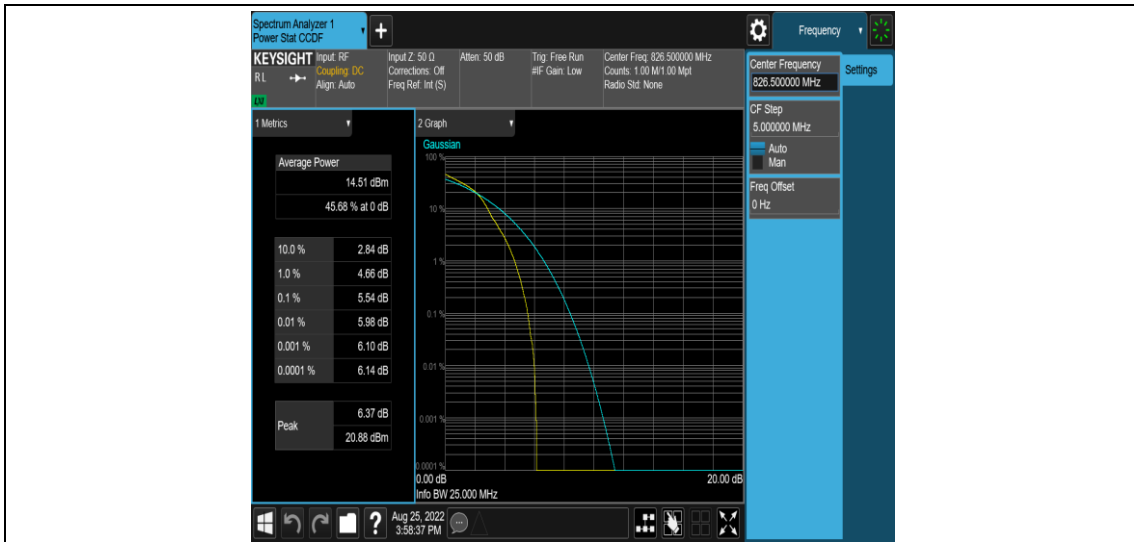 Spectrum Analyzer 1
Power Stat CCDF
+
Frequency
KEYSIGHT
RL
LXI
Input: RF
Coupling: DC
Align: Auto
Input Z: 50 Ω
Corrections: Off
Freq Ref: Int (S)
Atten: 50 dB
Trig: Free Run
#IF Gain: Low
Center Freq: 826.500000 MHz
Counts: 1.00 M/1.00 Mpt
Radio Std: None
Center Frequency
826.500000 MHz
Settings
CF Step
5.000000 MHz
Auto
Man
Freq Offset
0 Hz
1 Metrics
Average Power
14.51 dBm
45.68 % at 0 dB
10.0 % 2.84 dB
1.0 % 4.66 dB
0.1 % 5.54 dB
0.01 % 5.98 dB
0.001 % 6.10 dB
0.0001 % 6.14 dB
Peak
6.37 dB
20.88 dBm
2 Graph
Gaussian
100 %
10 %
1 %
0.1 %
0.01 %
0.001 %
0.0001 %
0.00 dB 20.00 dB
Info BW 25.000 MHz
?
Aug 25, 2022
3:58:37 PM